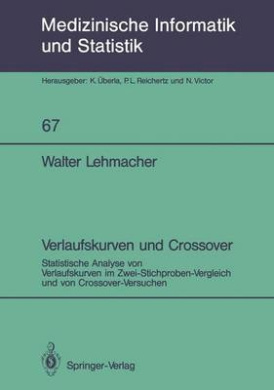 Medizinische Informatik
und Statistik
Herausgeber: K. Überla, P. L. Reichertz und N. Victor
67
Walter Lehmacher
Verlaufskurven und Crossover
Statistische Analyse von
Verlaufskurven im Zwei-Stichproben-Vergleich
und von Crossover-Versuchen
Springer-Verlag